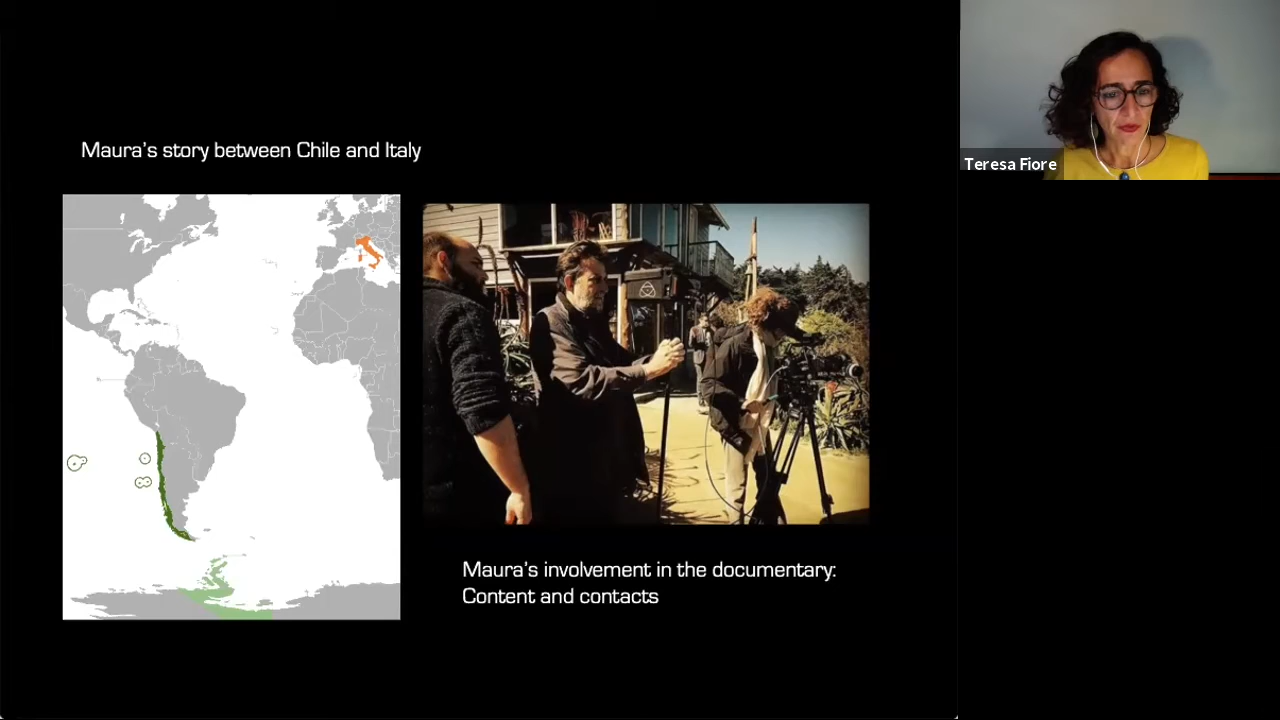 Maura's story between Chile and Italy
Teresa Fiore
Maura's involvement in the documentary:
Content and contacts